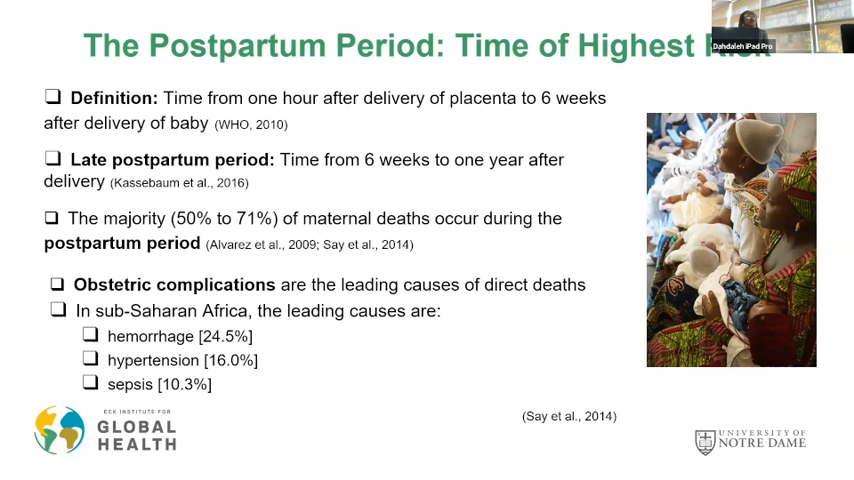 The Postpartum Period: Time of Highest
Dahdaleh iPad Pro
Definition: Time from one hour after delivery of placenta to 6 weeks
after delivery of baby (WHO, 2010)
Late postpartum period: Time from 6 weeks to one year after
delivery (Kassebaum et al., 2016)
The majority (50% to 71%) of maternal deaths occur during the
postpartum period (Alvarez et al., 2009; Say et al., 2014)
Obstetric complications are the leading causes of direct deaths
In sub-Saharan Africa, the leading causes are:
hemorrhage [24.5%]
hypertension [16.0%]
sepsis [10.3%]
(Say et al., 2014)
ECK INSTITUTE FOR
GLOBAL
HEALTH
UNIVERSITY OF
NOTRE DAME